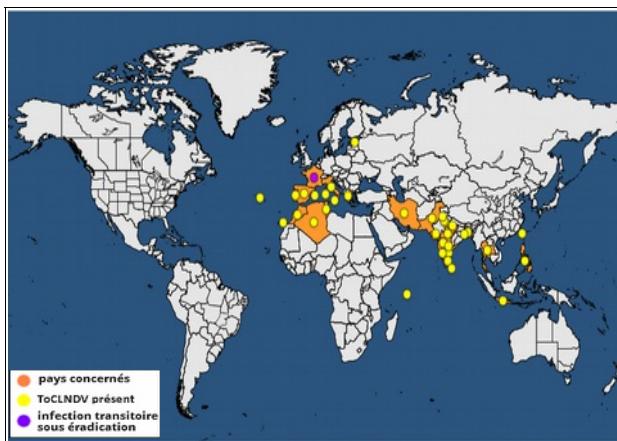 pays concernés
ToCLNDV présent
infection transitoire
sous éradication